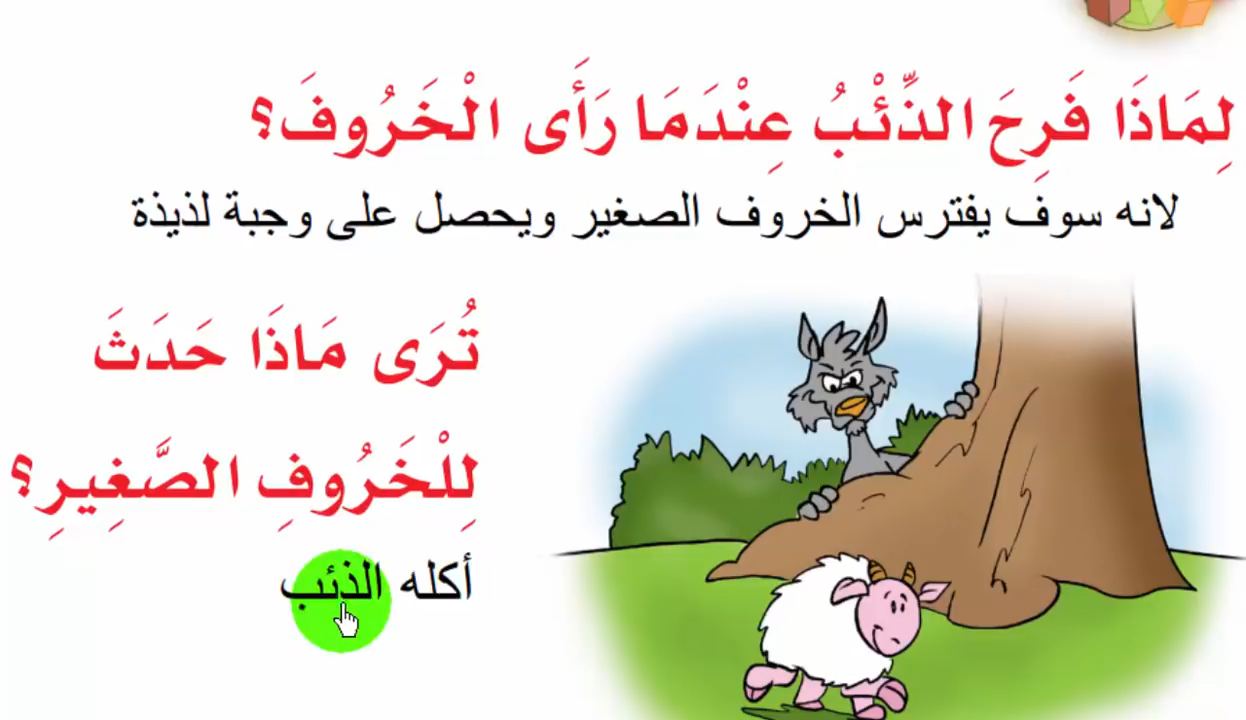 لِمَاذَا فَرِحَ الذِّئْبُ عِنْدَمَا رَأَى الْخَرُوفَ؟
لانه سوف يفترس الخروف الصغير ويحصل على وجبة لذيذة
تُرَى مَاذَا حَدَثَ
لِلْخَرُوفِ الصَّغِيرِ؟
أكله الذئب